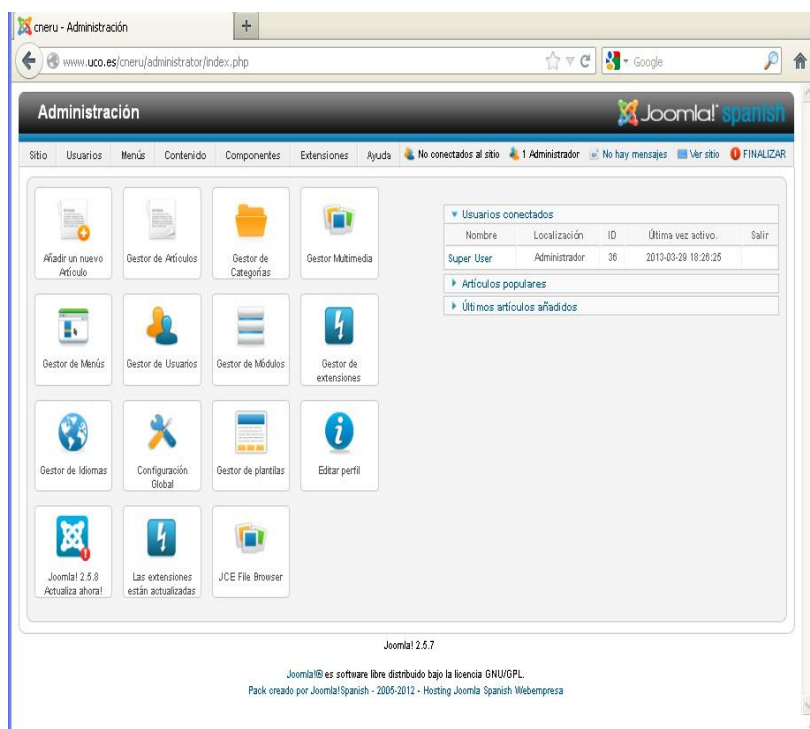 cneru - Administración
www.uco.es/cneru/administrator/index.php
Google
Administración
Joomla! spanish
Sitio Usuarios Menús Contenido Componentes Extensiones Ayuda No conectados al sitio 1 Administrador No hay mensajes Ver sitio FINALIZAR
Añadir un nuevo
Artículo
Gestor de Artículos
Gestor de
Categorías
Gestor Multimedia
Gestor de Menús
Gestor de Usuarios
Gestor de Módulos
Gestor de
extensiones
Gestor de Idiomas
Configuración
Global
Gestor de plantilas
Editar perfil
Joomla! 2.5.8
Actualiza ahora!
Las extensiones
están actualizadas
JCE File Browser
Usuarios conectados
Nombre Localización ID Última vez activo. Salir
Super User Administrador 36 2013-03-29 18:26:25
Artículos populares
Últimos artículos añadidos
Joomla! 2.5.7
Joomla!® es software libre distribuido bajo la licencia GNU/GPL.
Pack creado por Joomla!Spanish - 2005-2012 - Hosting Joomla Spanish Webempresa